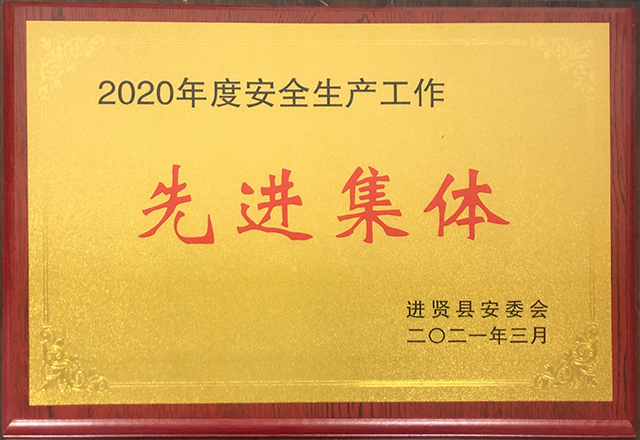 2020年度安全生产工作
先进集体
进贤县安委会
二〇二一年三月